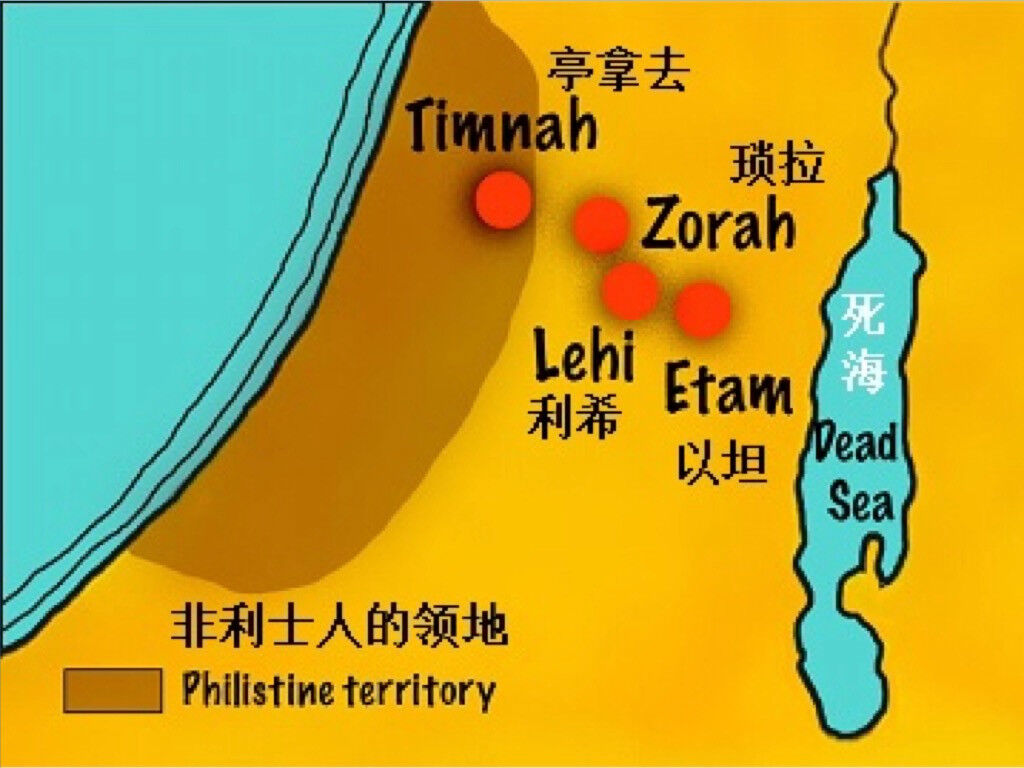 亭拿去
Timnah
琐拉
Zorah
Lehi
利希
Etam
以坦
死
海
Dead
Sea
非利士人的领地
Philistine territory